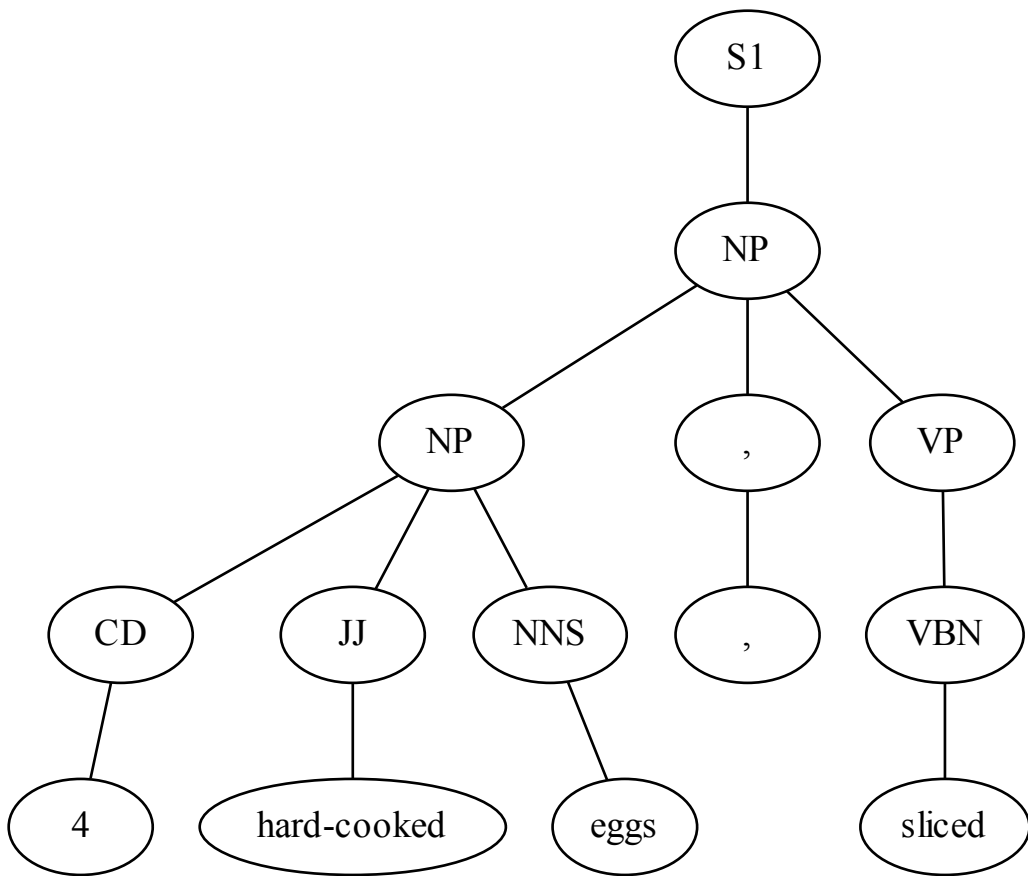 S1
NP
NP , VP
CD JJ NNS , VBN
4 hard-cooked eggs sliced